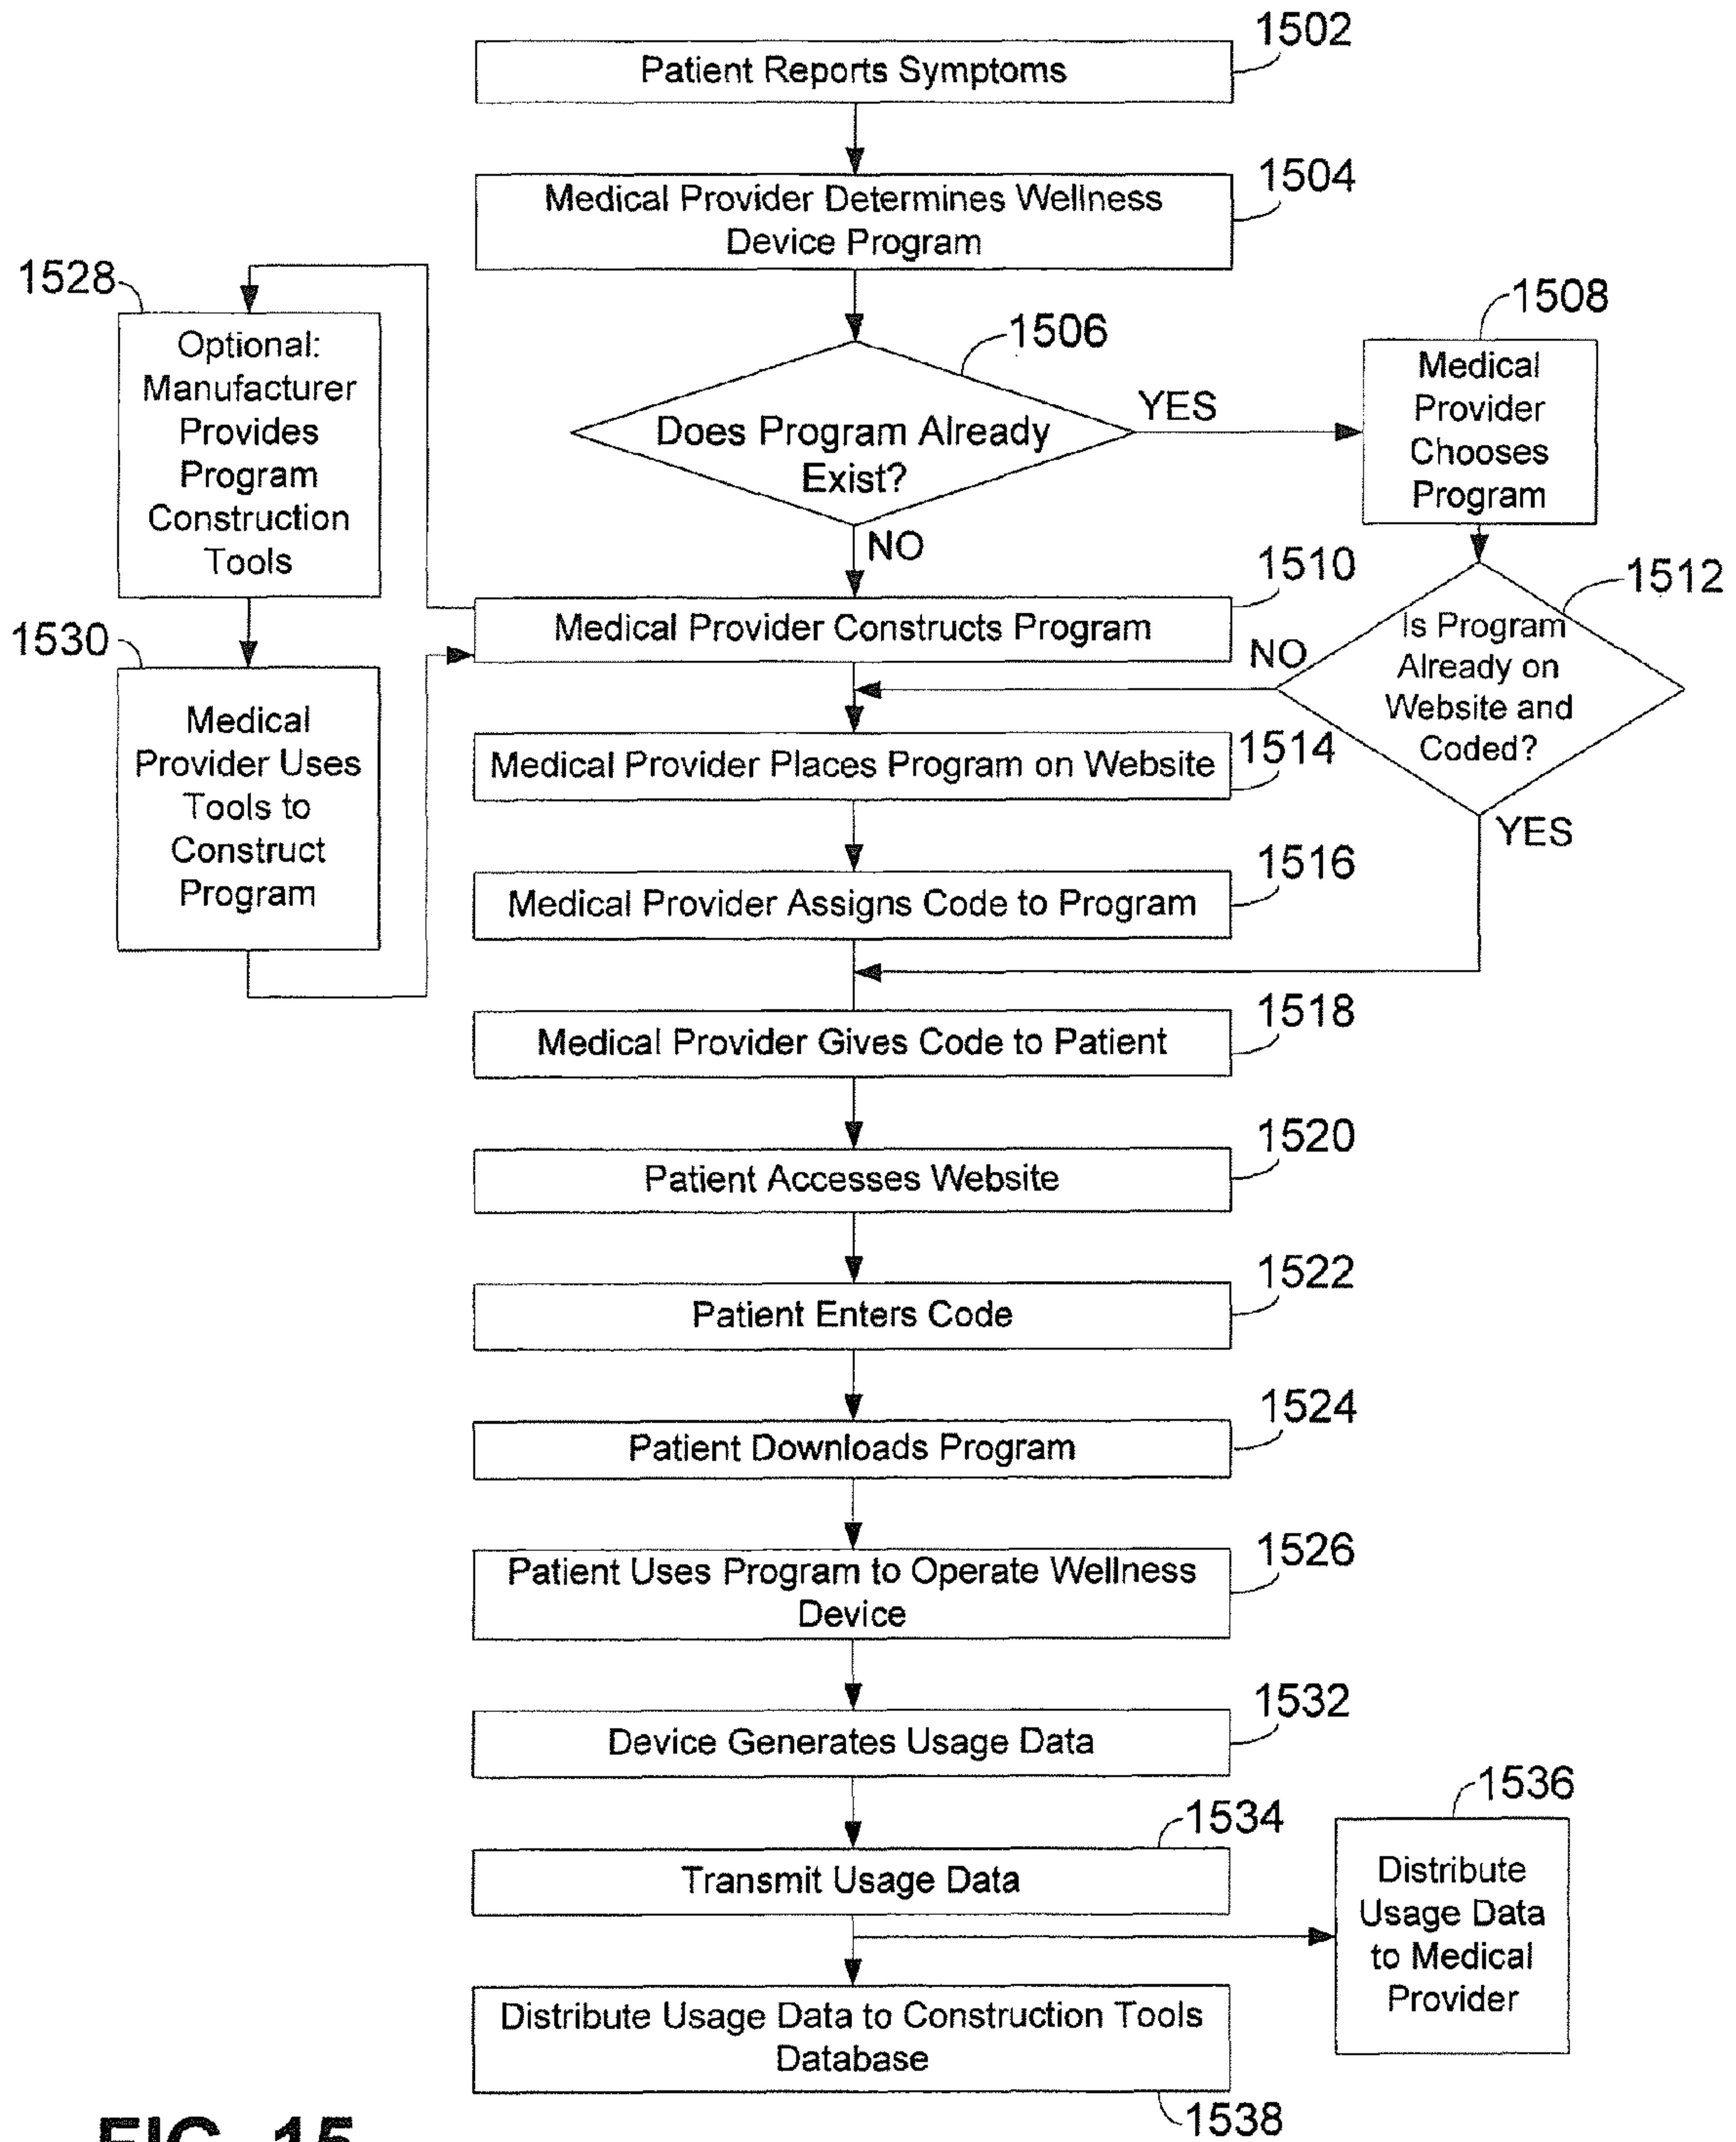 1502
Patient Reports Symptoms
1504
Medical Provider Determines Wellness
Device Program
1528
Optional:
Manufacturer
Provides
Program
Construction
Tools
1506
Does Program Already
Exist?
YES
NO
1508
Medical
Provider
Chooses
Program
1510
Medical Provider Constructs Program
1512
Is Program
Already on
Website and
Coded?
NO
YES
1530
Medical
Provider Uses
Tools to
Construct
Program
1514
Medical Provider Places Program on Website
1516
Medical Provider Assigns Code to Program
1518
Medical Provider Gives Code to Patient
1520
Patient Accesses Website
1522
Patient Enters Code
1524
Patient Downloads Program
1526
Patient Uses Program to Operate Wellness
Device
1532
Device Generates Usage Data
1534
Transmit Usage Data
1536
Distribute
Usage Data
to Medical
Provider
Distribute Usage Data to Construction Tools
Database
1538
FIG. 15